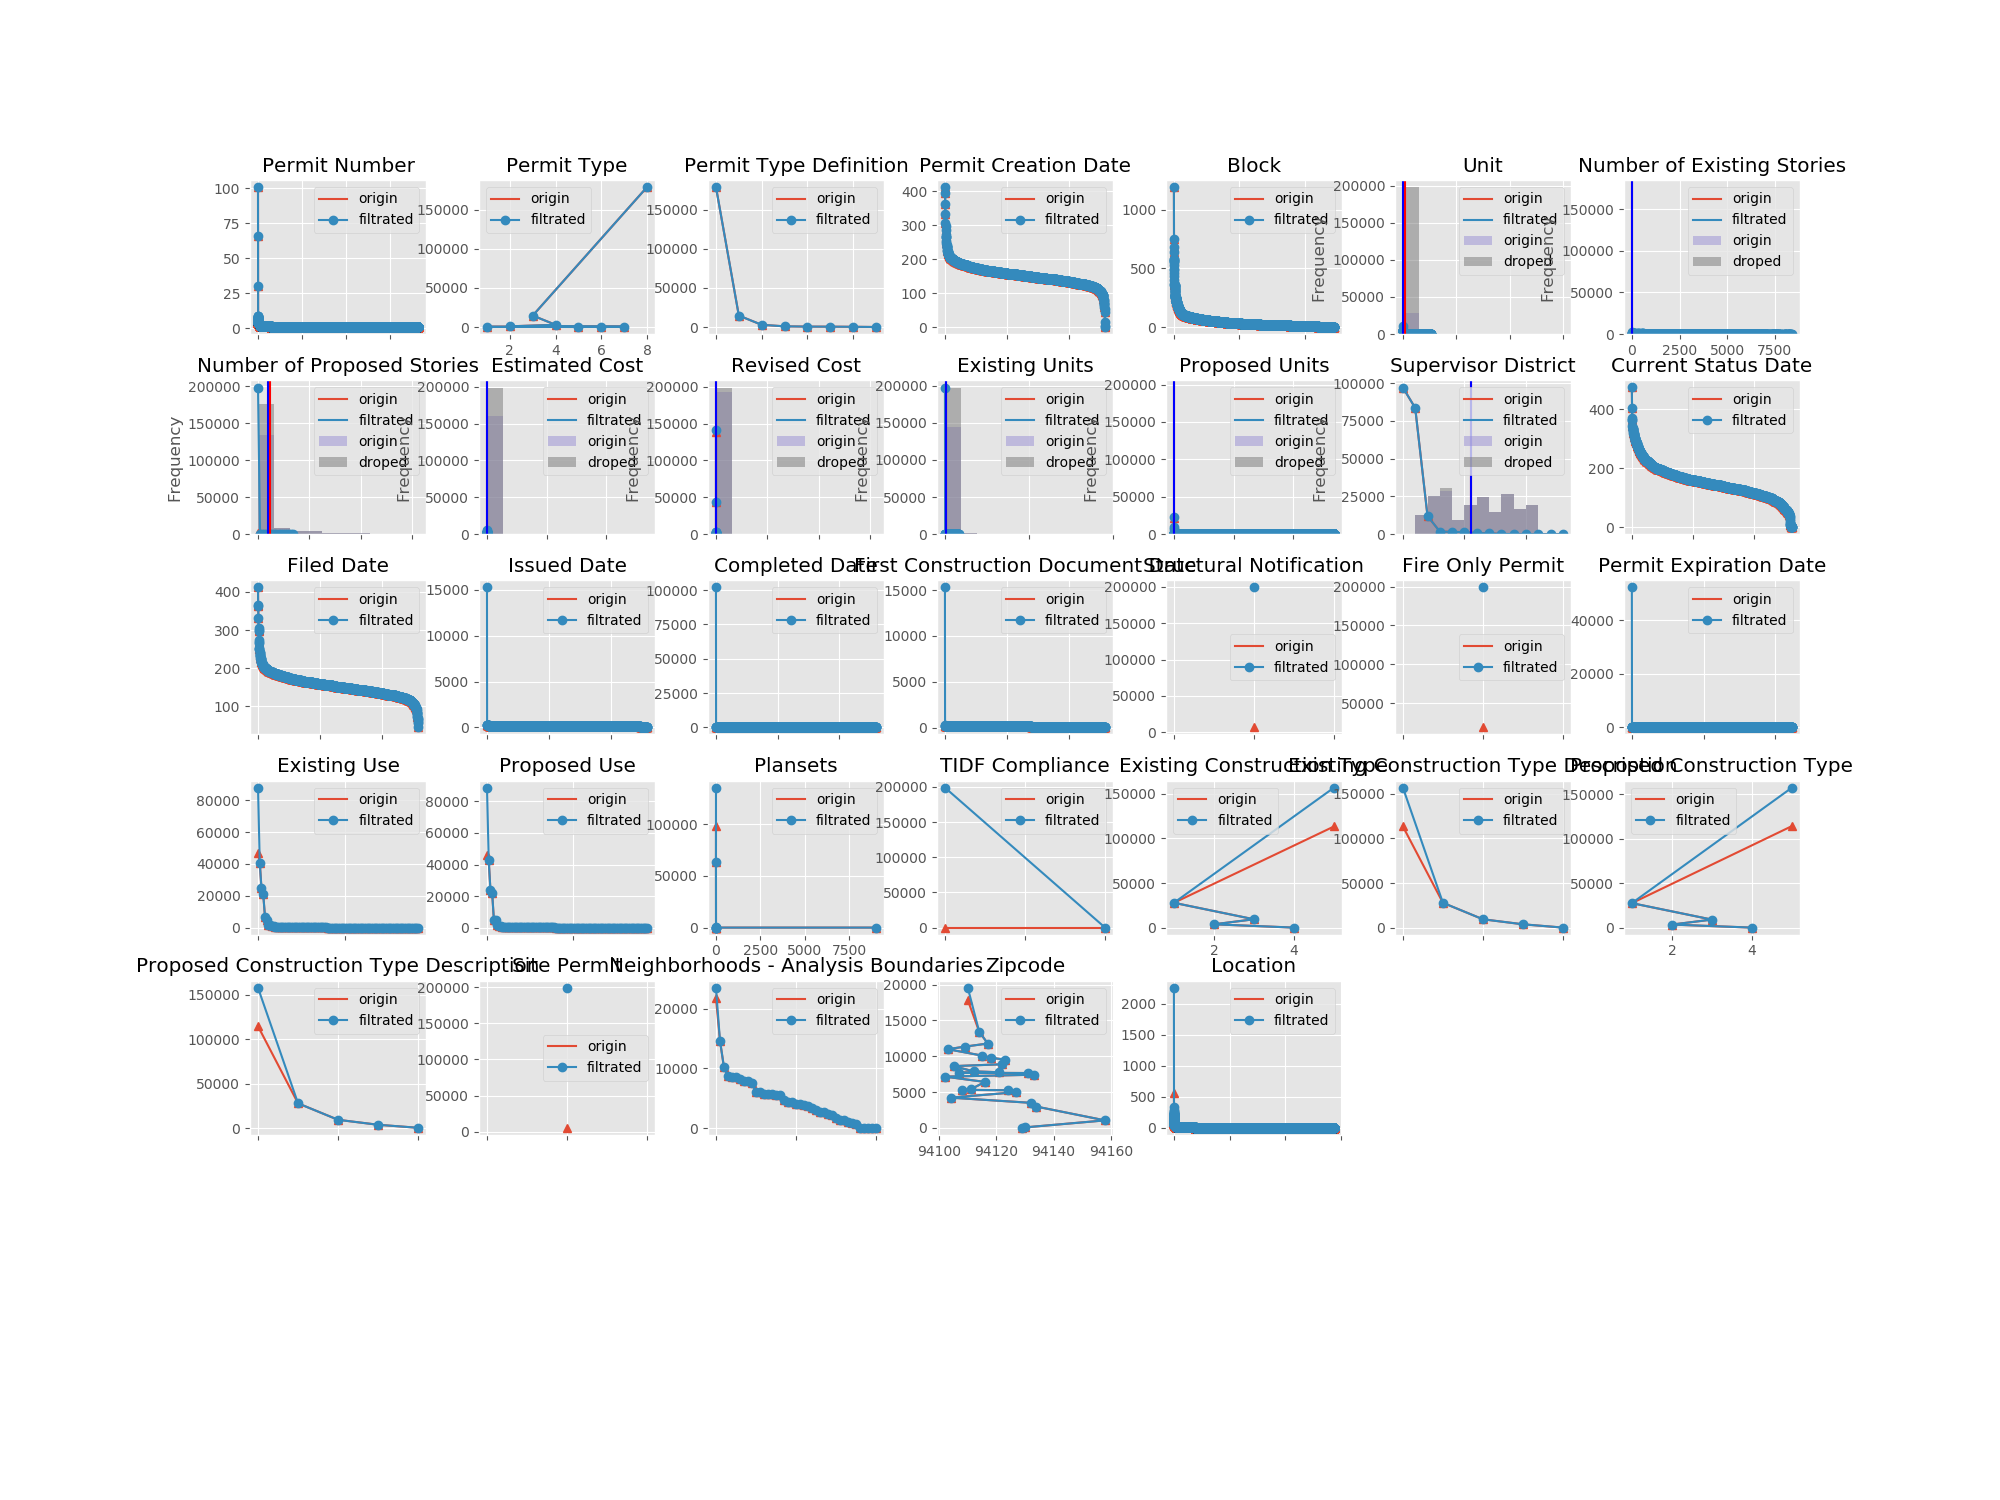 Permit Number
100
75
50
25
0
origin
filtrated
Permit Type
150000
100000
50000
0
2
4
6
8
origin
filtrated
Permit Type Definition
150000
100000
50000
0
origin
filtrated
Permit Creation Date
400
300
200
100
0
origin
filtrated
Block
1000
500
0
origin
filtrated
Unit
Frequency
200000
150000
100000
50000
0
origin
filtrated
origin
droped
Number of Existing Stories
Frequency
150000
100000
50000
0
0
2500
5000
7500
origin
filtrated
origin
droped
Number of Proposed Stories
Frequency
200000
150000
100000
50000
0
origin
filtrated
origin
droped
Estimated Cost
Frequency
200000
150000
100000
50000
0
origin
filtrated
origin
droped
Revised Cost
Frequency
200000
150000
100000
50000
0
origin
filtrated
origin
droped
Existing Units
Frequency
200000
150000
100000
50000
0
origin
filtrated
origin
droped
Proposed Units
Frequency
200000
150000
100000
50000
0
origin
filtrated
origin
droped
Supervisor District
100000
75000
50000
25000
0
origin
filtrated
origin
droped
Current Status Date
400
200
0
origin
filtrated
Filed Date
400
300
200
100
origin
filtrated
Issued Date
15000
10000
5000
0
origin
filtrated
Completed Date
100000
75000
50000
25000
0
origin
filtrated
First Construction Document Date
15000
10000
5000
0
origin
filtrated
Structural Notification
200000
150000
100000
50000
0
origin
filtrated
Fire Only Permit
200000
150000
100000
50000
origin
filtrated
Permit Expiration Date
40000
20000
0
origin
filtrated
Existing Use
80000
60000
40000
20000
0
origin
filtrated
Proposed Use
80000
60000
40000
20000
0
origin
filtrated
Plansets
100000
50000
0
0
2500
5000
7500
origin
filtrated
TIDF Compliance
200000
150000
100000
50000
0
origin
filtrated
Existing Construction Type
150000
100000
50000
0
2
4
origin
filtrated
Existing Construction Type Description
150000
100000
50000
0
origin
filtrated
Proposed Construction Type
150000
100000
50000
0
2
4
origin
filtrated
Proposed Construction Type Description
150000
100000
50000
0
origin
filtrated
Site Permit
200000
150000
100000
50000
0
origin
filtrated
Neighborhoods - Analysis Boundaries
20000
10000
0
origin
filtrated
Zipcode
20000
15000
10000
5000
0
94100
94120
94140
94160
origin
filtrated
Location
2000
1500
1000
500
0
origin
filtrated